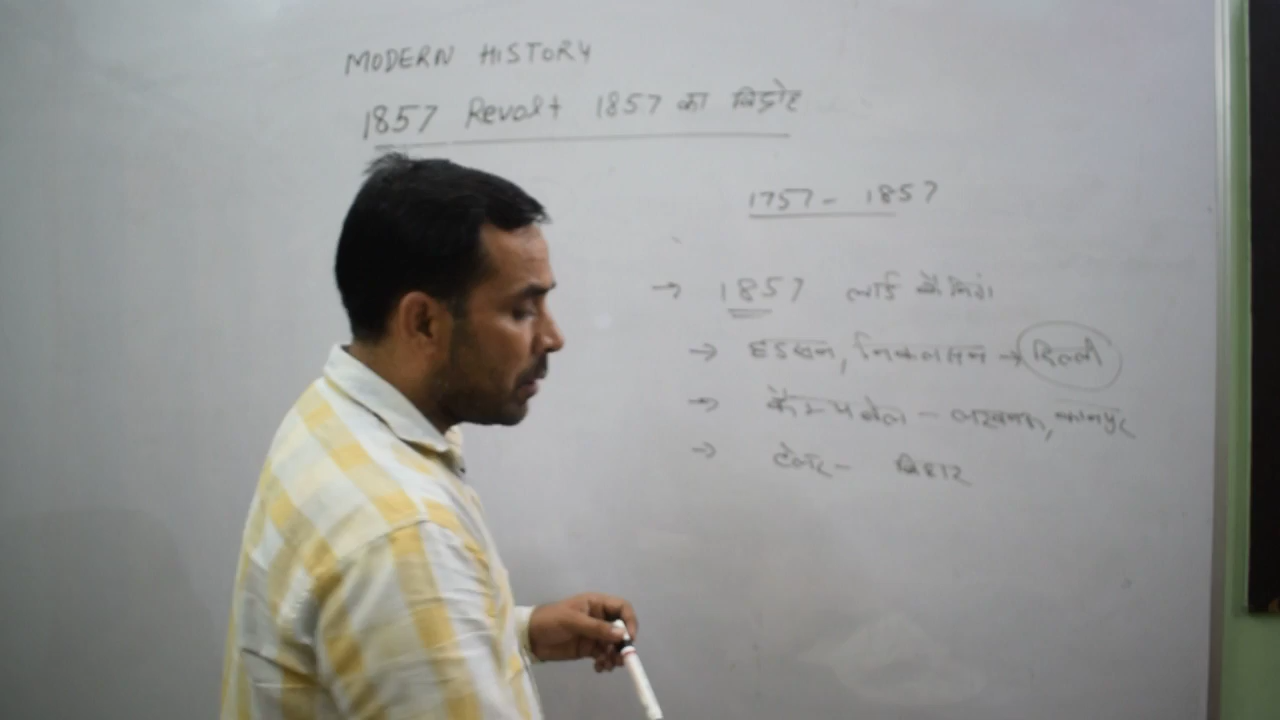 MODERN HISTORY
1857 Revolt 1857 का विद्रोह
1757 - 1857
→ 1857 लार्ड कैनिंग
→ हडसन, निकलसन → दिल्ली
→ कैम्पबेल - लखनऊ, कानपुर
→ टेलर - बिहार